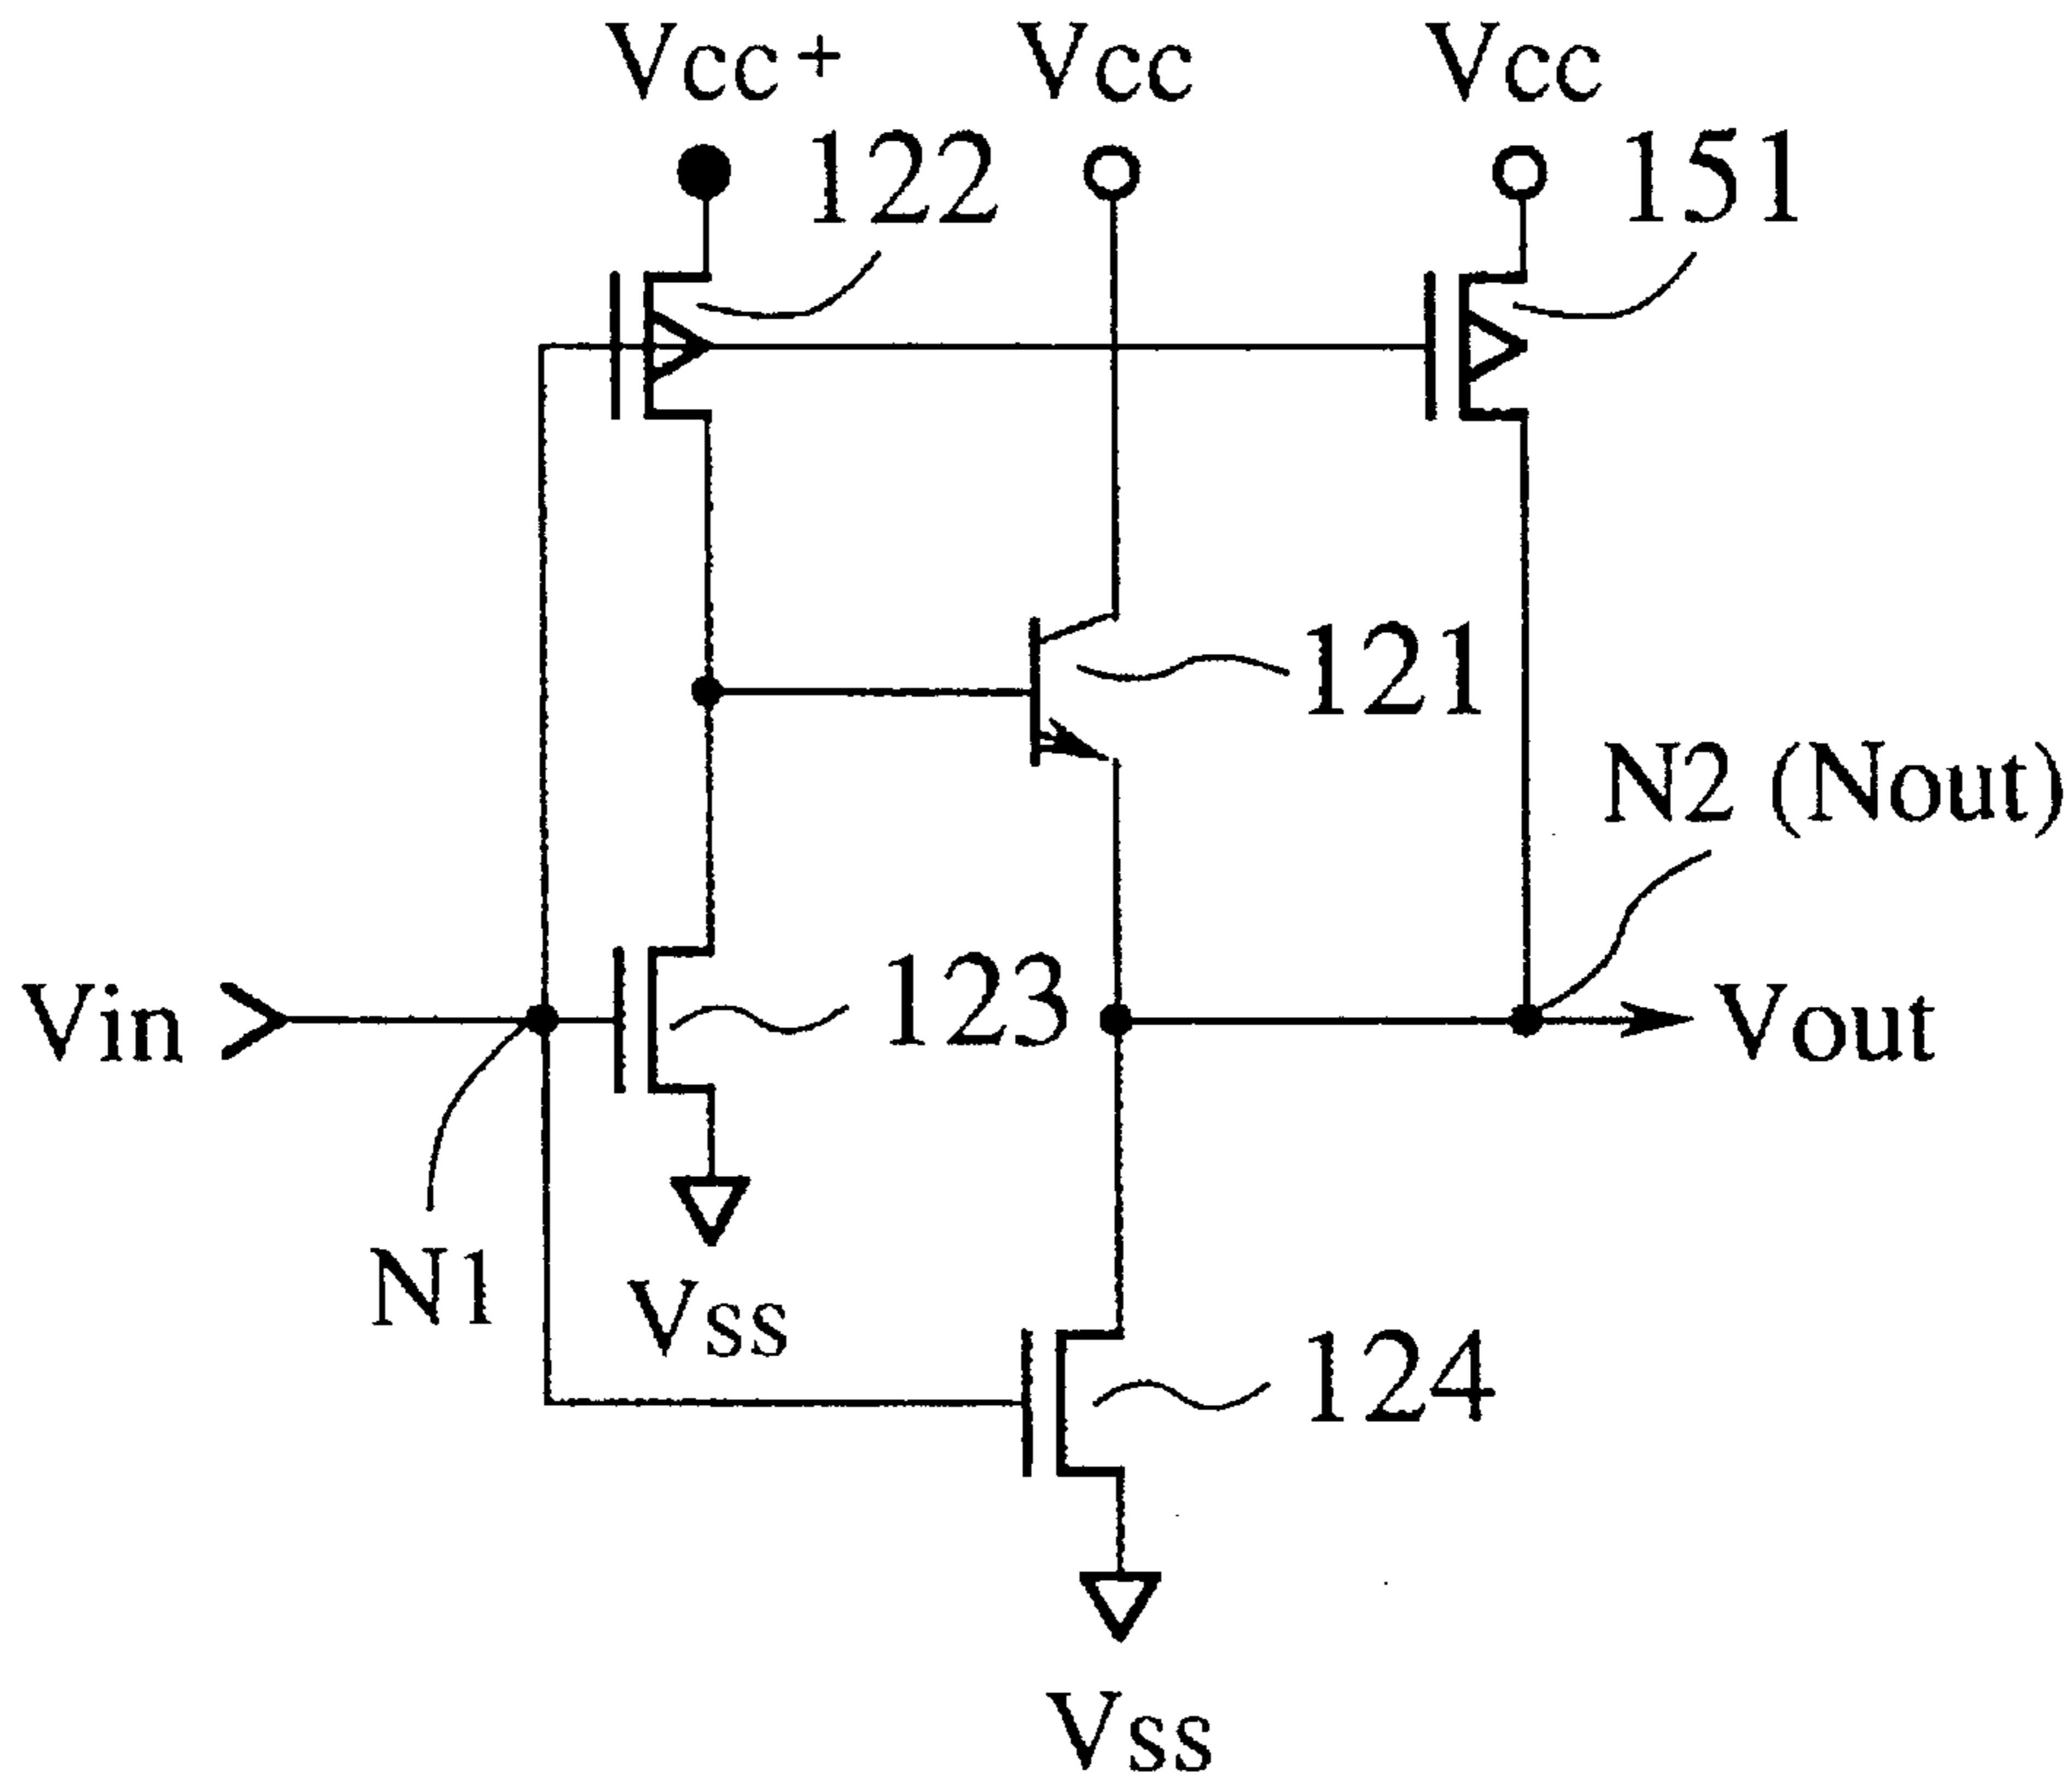 Vcc+ Vcc Vcc
122 151
121
N2 (Nout)
Vin 123 Vout
N1
Vss
124
Vss